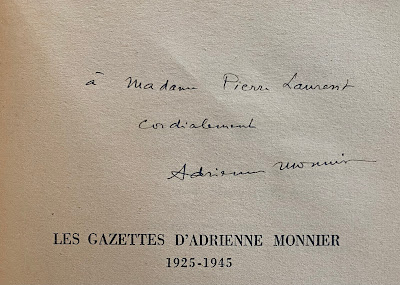 à Madame Pierre Laurent
cordialement
Adrienne Monnier
LES GAZETTES D'ADRIENNE MONNIER
1925-1945